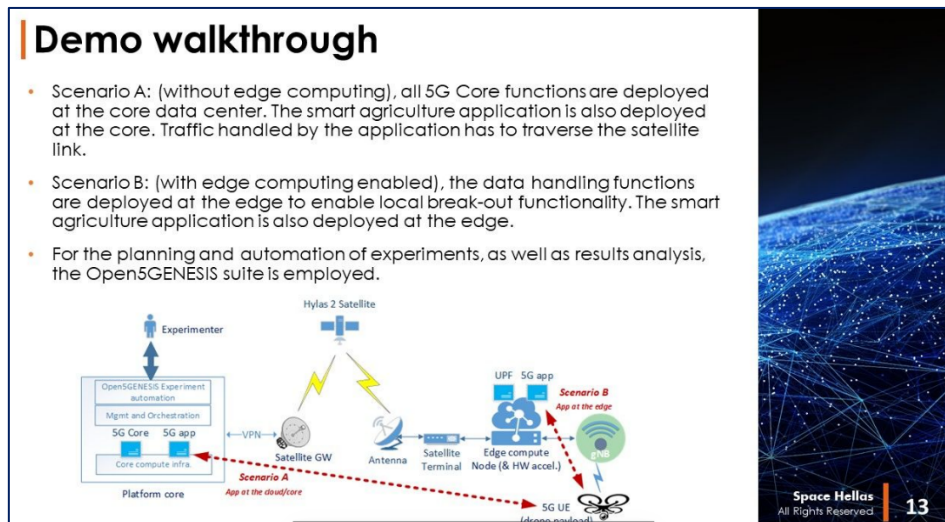 Demo walkthrough
• Scenario A: (without edge computing), all 5G Core functions are deployed
at the core data center. The smart agriculture application is also deployed
at the core. Traffic handled by the application has to traverse the satellite
link.
• Scenario B: (with edge computing enabled), the data handling functions
are deployed at the edge to enable local break-out functionality. The smart
agriculture application is also deployed at the edge.
• For the planning and automation of experiments, as well as results analysis,
the Open5GENESIS suite is employed.
Hylas 2 Satellite
Experimenter
Open5GENESIS Experiment
automation
Mgmt and Orchestration
5G Core 5G app
Core compute infra.
Platform core
VPN
Satellite GW
Scenario A
App at the cloud/core
Antenna
Satellite
Terminal
UPF 5G app
Edge compute
Node (& HW accel.)
Scenario B
App at the edge
gNB
5G UE
(drone payload)
Space Hellas
All Rights Reserved
13